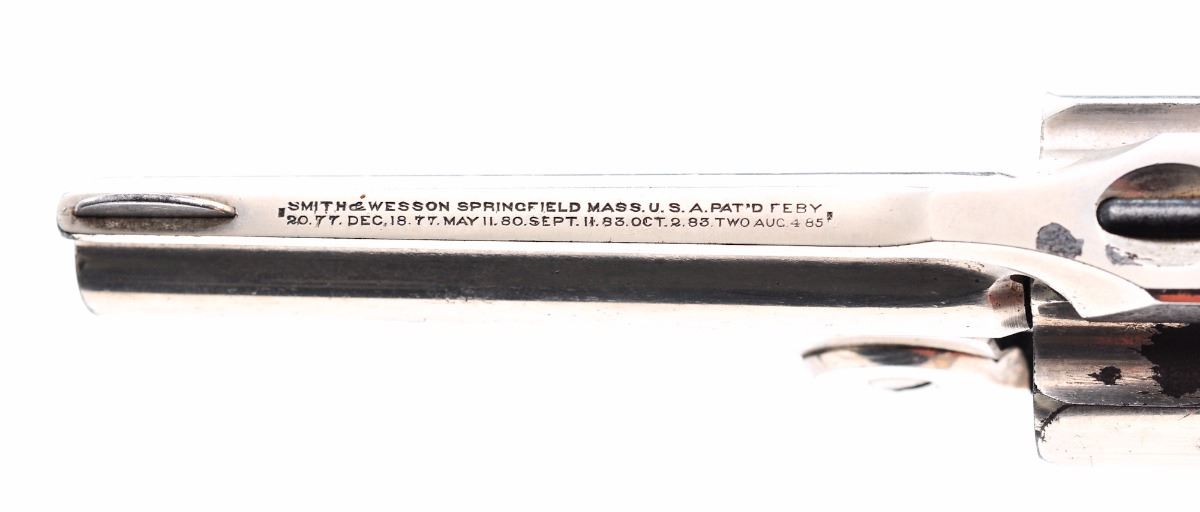 "SMITH & WESSON SPRINGFIELD MASS. U. S. A. PAT'D FEBY
20. 77. DEC, 18. 77. MAY 11. 80. SEPT. 11. 83. OCT. 2. 83. TWO AUG. 4 85"